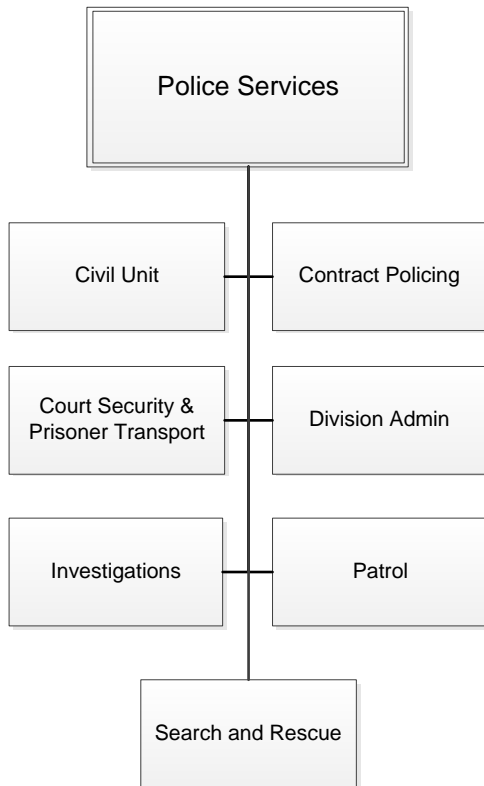 Police Services
Civil Unit
Contract Policing
Court Security &
Prisoner Transport
Division Admin
Investigations
Patrol
Search and Rescue